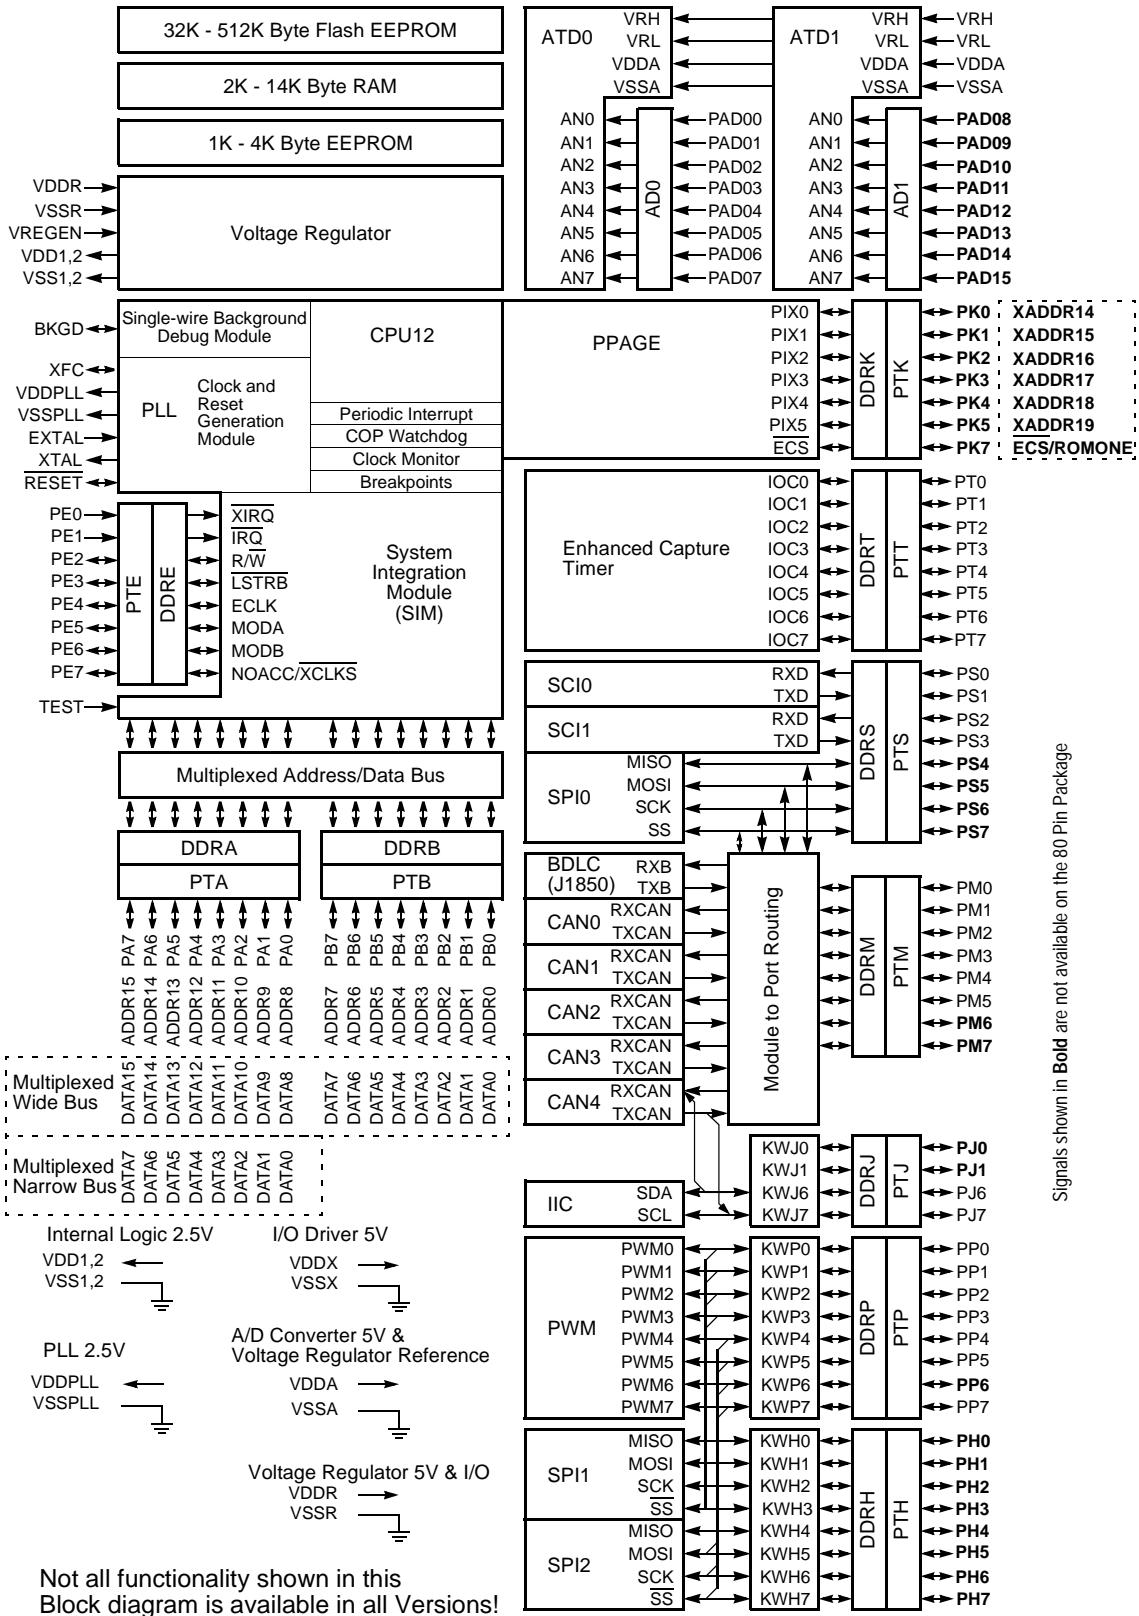 32K - 512K Byte Flash EEPROM
2K - 14K Byte RAM
1K - 4K Byte EEPROM
VDDR
VSSR
VREGEN
VDD1,2
VSS1,2
Voltage Regulator
ATD0
VRH
VRL
VDDA
VSSA
AN0
AN1
AN2
AN3
AN4
AN5
AN6
AN7
AD0
PAD00
PAD01
PAD02
PAD03
PAD04
PAD05
PAD06
PAD07
ATD1
VRH
VRL
VDDA
VSSA
VRH
VRL
VDDA
VSSA
AN0
AN1
AN2
AN3
AN4
AN5
AN6
AN7
AD1
PAD08
PAD09
PAD10
PAD11
PAD12
PAD13
PAD14
PAD15
BKGD
XFC
VDDPLL
VSSPLL
EXTAL
XTAL
RESET
Single-wire Background
Debug Module
CPU12
PLL
Clock and
Reset
Generation
Module
Periodic Interrupt
COP Watchdog
Clock Monitor
Breakpoints
PPAGE
PIX0
PIX1
PIX2
PIX3
PIX4
PIX5
ECS
DDRK
PTK
PK0 XADDR14
PK1 XADDR15
PK2 XADDR16
PK3 XADDR17
PK4 XADDR18
PK5 XADDR19
PK7 ECS/ROMONE
PE0
PE1
PE2
PE3
PE4
PE5
PE6
PE7
TEST
PTE
DDRE
XIRQ
IRQ
R/W
LSTRB
ECLK
MODA
MODB
NOACC/XCLKS
System
Integration
Module
(SIM)
Enhanced Capture
Timer
IOC0
IOC1
IOC2
IOC3
IOC4
IOC5
IOC6
IOC7
DDRT
PTT
PT0
PT1
PT2
PT3
PT4
PT5
PT6
PT7
SCI0
RXD
TXD
SCI1
RXD
TXD
SPI0
MISO
MOSI
SCK
SS
DDRS
PTS
PS0
PS1
PS2
PS3
PS4
PS5
PS6
PS7
Multiplexed Address/Data Bus
DDRA
PTA
DDRB
PTB
PA7
PA6
PA5
PA4
PA3
PA2
PA1
PA0
PB7
PB6
PB5
PB4
PB3
PB2
PB1
PB0
ADDR15
ADDR14
ADDR13
ADDR12
ADDR11
ADDR10
ADDR9
ADDR8
ADDR7
ADDR6
ADDR5
ADDR4
ADDR3
ADDR2
ADDR1
ADDR0
Multiplexed
Wide Bus
DATA15
DATA14
DATA13
DATA12
DATA11
DATA10
DATA9
DATA8
DATA7
DATA6
DATA5
DATA4
DATA3
DATA2
DATA1
DATA0
Multiplexed
Narrow Bus
DATA7
DATA6
DATA5
DATA4
DATA3
DATA2
DATA1
DATA0
BDLC
(J1850)
RXB
TXB
CAN0
RXCAN
TXCAN
CAN1
RXCAN
TXCAN
CAN2
RXCAN
TXCAN
CAN3
RXCAN
TXCAN
CAN4
RXCAN
TXCAN
Module to Port Routing
DDRM
PTM
PM0
PM1
PM2
PM3
PM4
PM5
PM6
PM7
IIC
SDA
SCL
KWJ0
KWJ1
KWJ6
KWJ7
DDRJ
PTJ
PJ0
PJ1
PJ6
PJ7
PWM
PWM0
PWM1
PWM2
PWM3
PWM4
PWM5
PWM6
PWM7
KWP0
KWP1
KWP2
KWP3
KWP4
KWP5
KWP6
KWP7
DDRP
PTP
PP0
PP1
PP2
PP3
PP4
PP5
PP6
PP7
SPI1
MISO
MOSI
SCK
SS
SPI2
MISO
MOSI
SCK
SS
KWH0
KWH1
KWH2
KWH3
KWH4
KWH5
KWH6
KWH7
DDRH
PTH
PH0
PH1
PH2
PH3
PH4
PH5
PH6
PH7
Signals shown in Bold are not available on the 80 Pin Package
Internal Logic 2.5V
VDD1,2
VSS1,2
I/O Driver 5V
VDDX
VSSX
PLL 2.5V
VDDPLL
VSSPLL
A/D Converter 5V &
Voltage Regulator Reference
VDDA
VSSA
Voltage Regulator 5V & I/O
VDDR
VSSR
Not all functionality shown in this
Block diagram is available in all Versions!